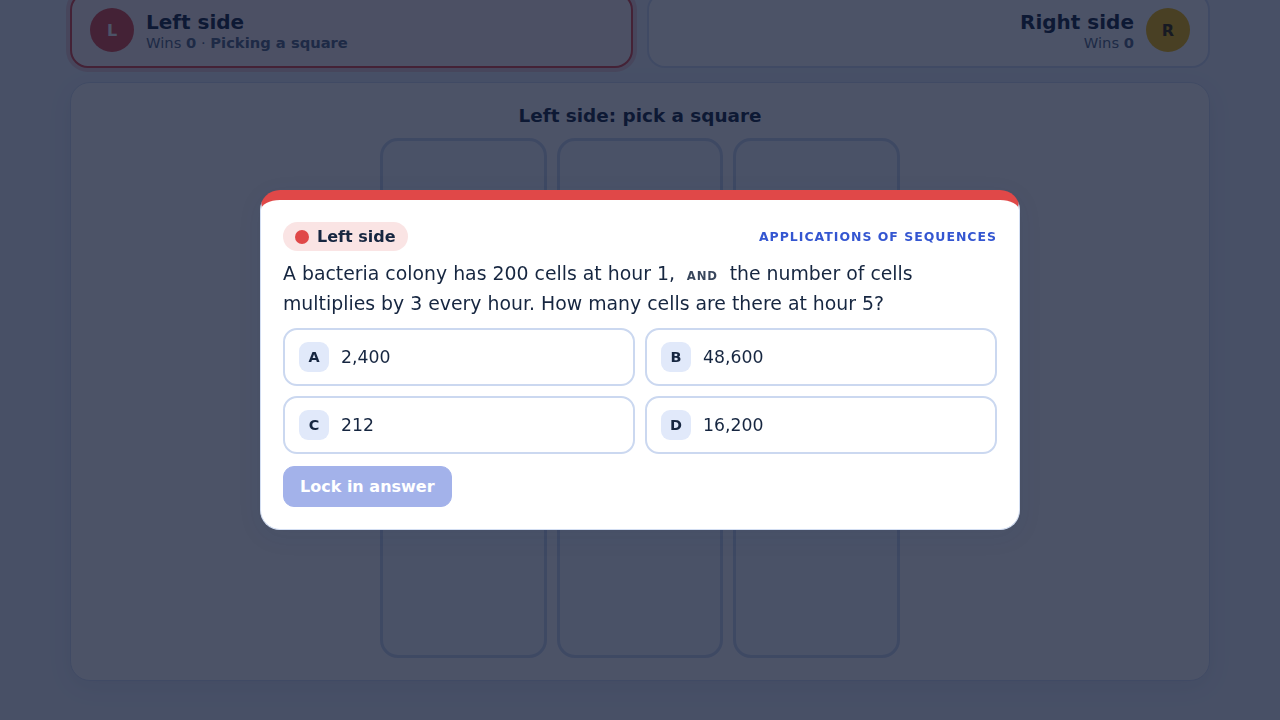 L
Left side
Wins 0 · Picking a square
Right side
Wins 0
R
Left side: pick a square
Left side
APPLICATIONS OF SEQUENCES
A bacteria colony has 200 cells at hour 1, AND the number of cells
multiplies by 3 every hour. How many cells are there at hour 5?
A 2,400
B 48,600
C 212
D 16,200
Lock in answer